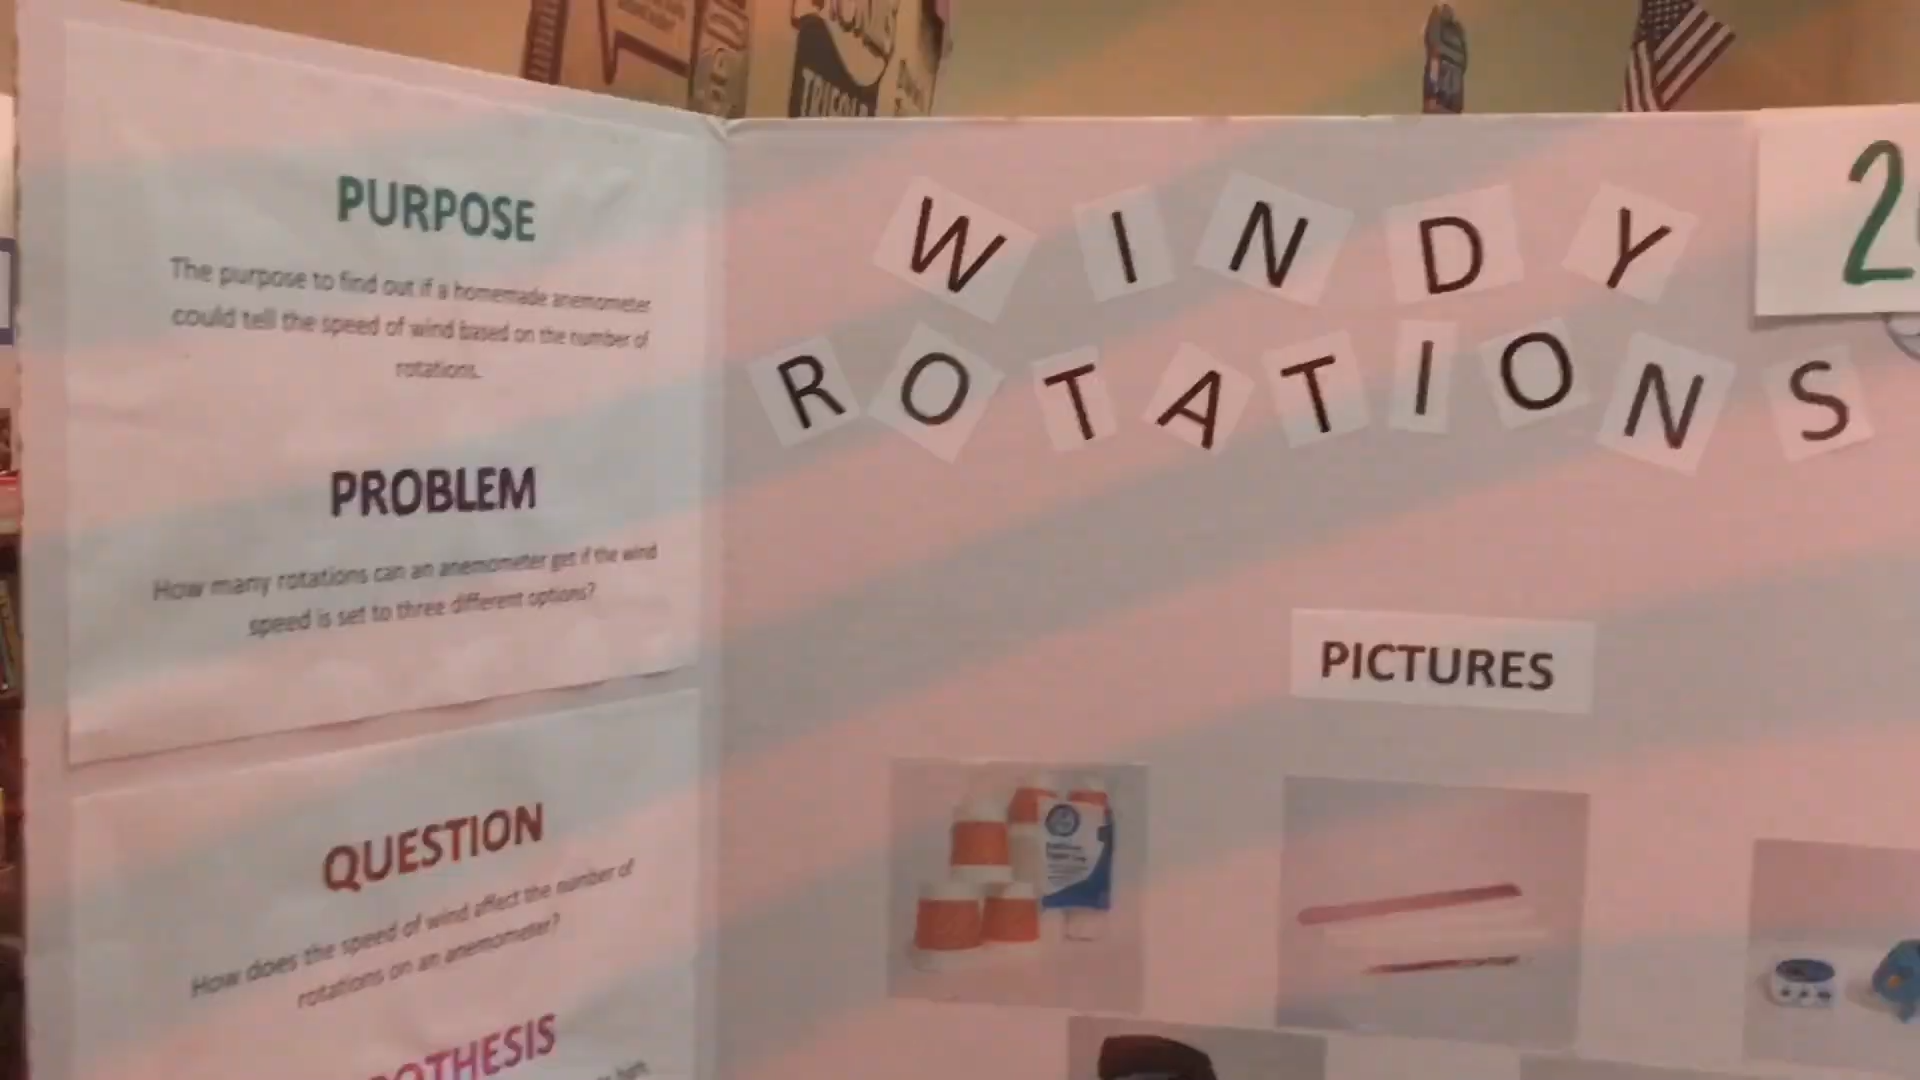 PURPOSE
The purpose to find out if a homemade anemometer
could tell the speed of wind based on the number of
rotations.
PROBLEM
How many rotations can an anemometer get if the wind
speed is set to three different options?
QUESTION
How does the speed of wind affect the number of
rotations on an anemometer?
OTHESIS
WINDY
ROTATIONS
2
PICTURES